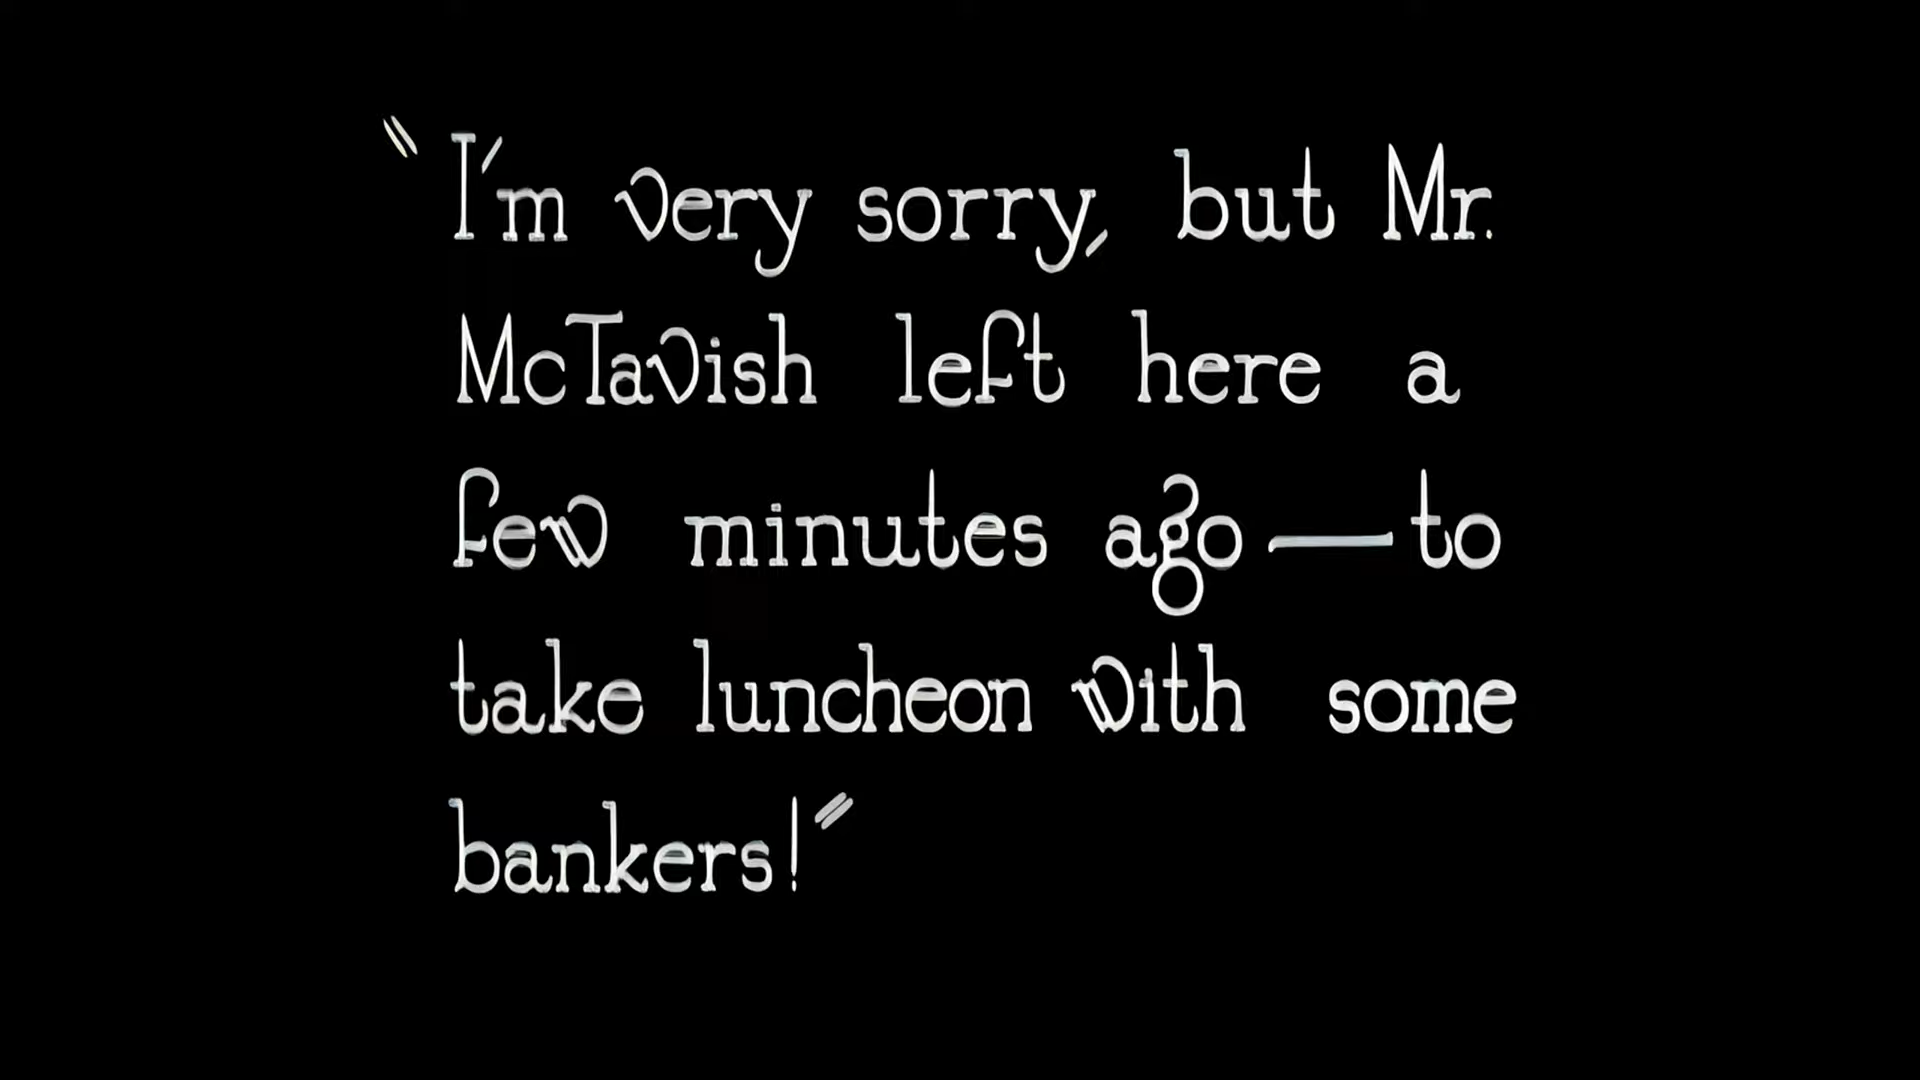 "I'm very sorry, but Mr.
McTavish left here a
few minutes ago—to
take luncheon with some
bankers!"